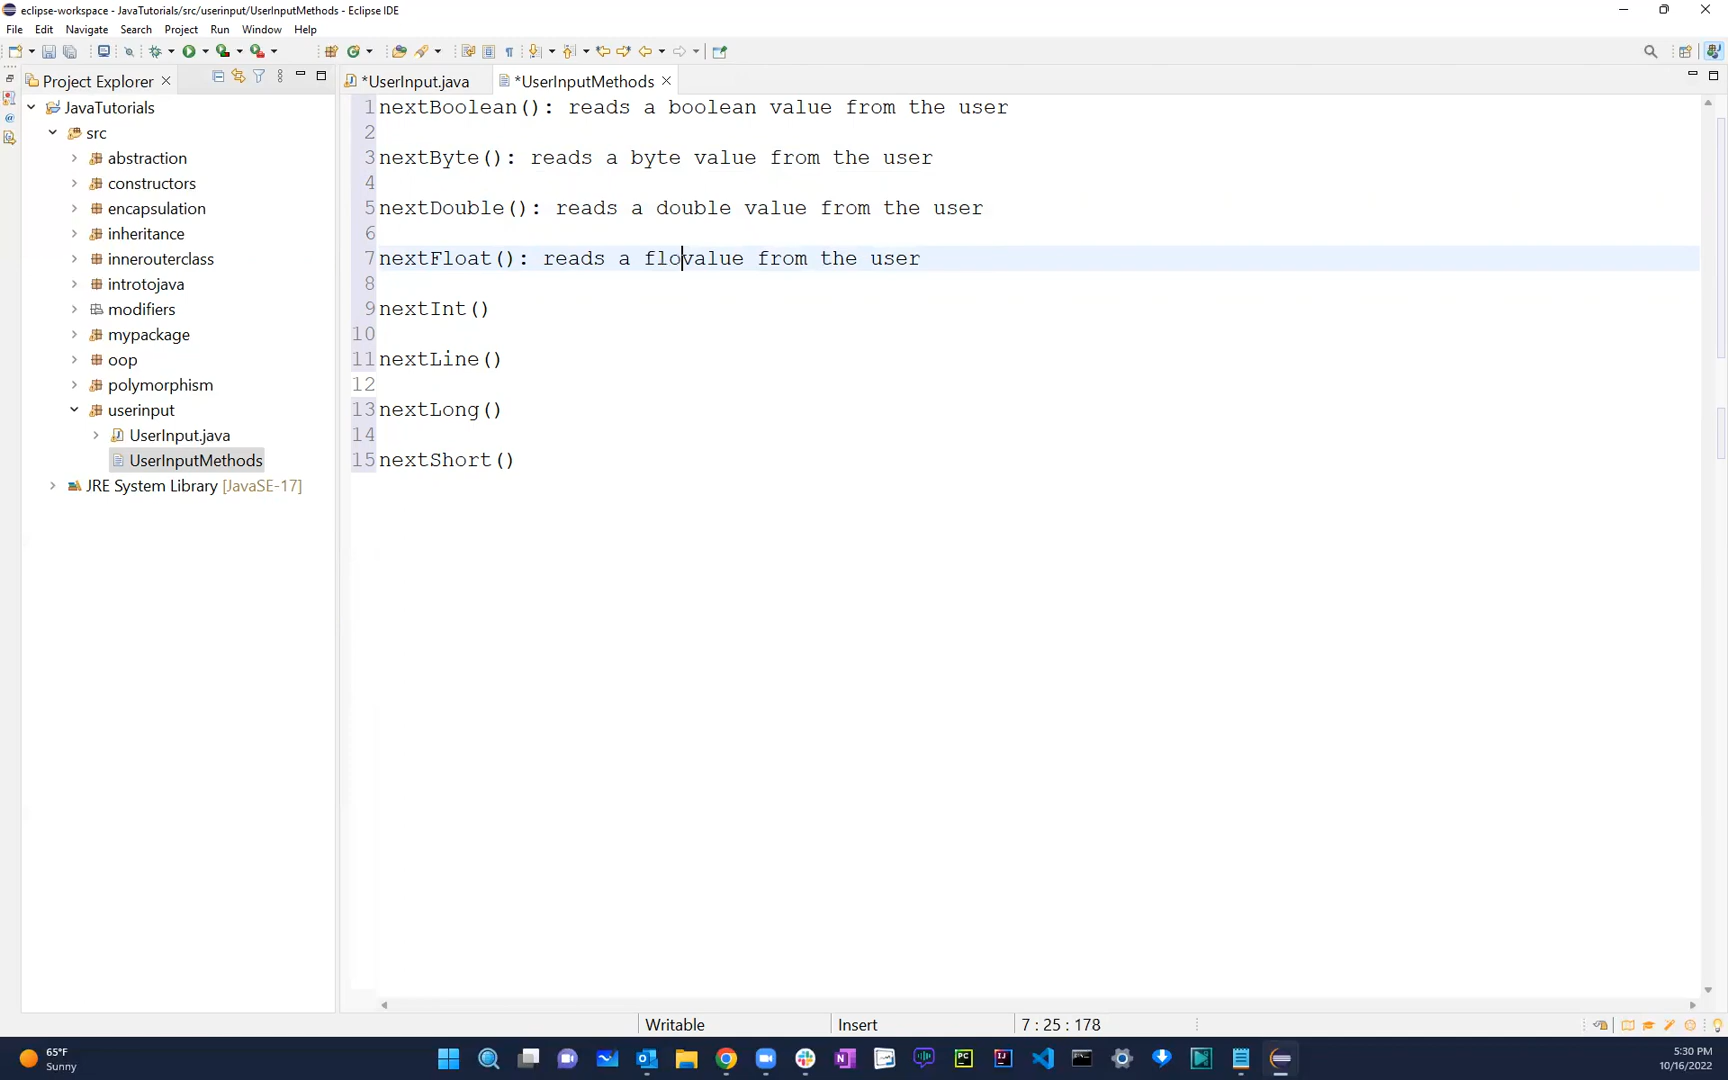 eclipse-workspace - JavaTutorials/src/userinput/UserInputMethods - Eclipse IDE
File Edit Navigate Search Project Run Window Help
Project Explorer
*UserInput.java
*UserInputMethods
JavaTutorials
src
abstraction
constructors
encapsulation
inheritance
innerouterclass
introtojava
modifiers
mypackage
oop
polymorphism
userinput
UserInput.java
UserInputMethods
JRE System Library [JavaSE-17]
1 nextBoolean(): reads a boolean value from the user
2
3 nextByte(): reads a byte value from the user
4
5 nextDouble(): reads a double value from the user
6
7 nextFloat(): reads a flovalue from the user
8
9 nextInt()
10
11 nextLine()
12
13 nextLong()
14
15 nextShort()
Writable
Insert
7 : 25 : 178
65°F
Sunny
5:30 PM
10/16/2022